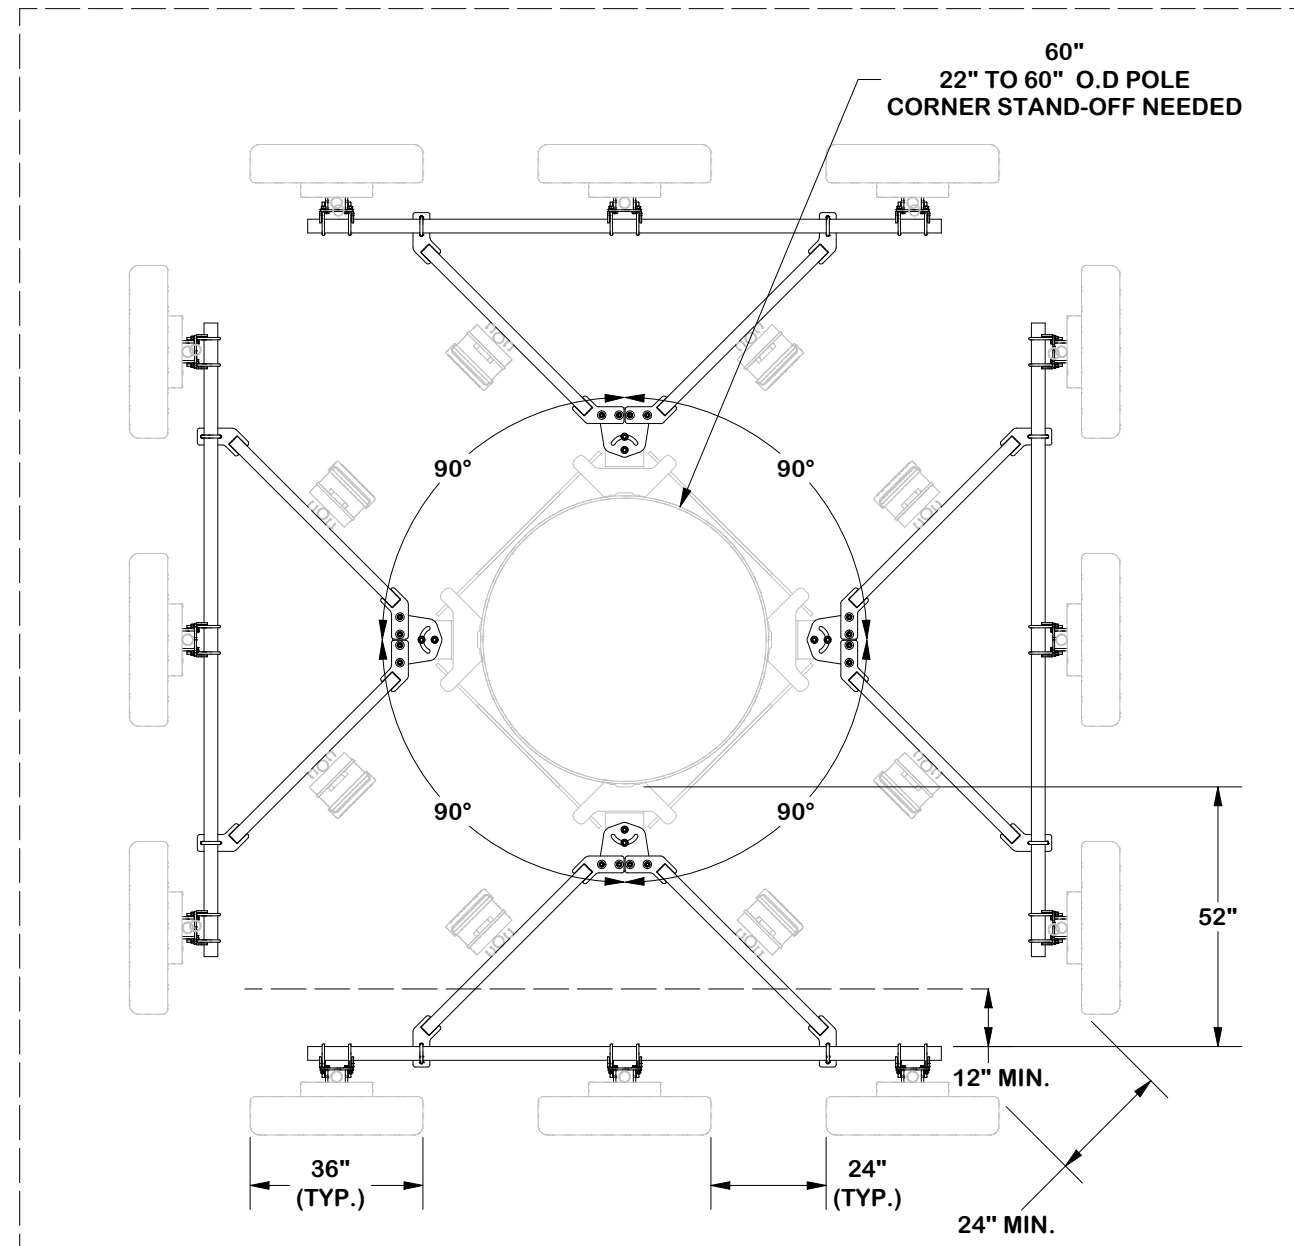 60"
22" TO 60"  O.D POLE
CORNER STAND-OFF NEEDED
90°
90°
90°
90°
52"
12" MIN.
36"
(TYP.)
24"
(TYP.)
24" MIN.